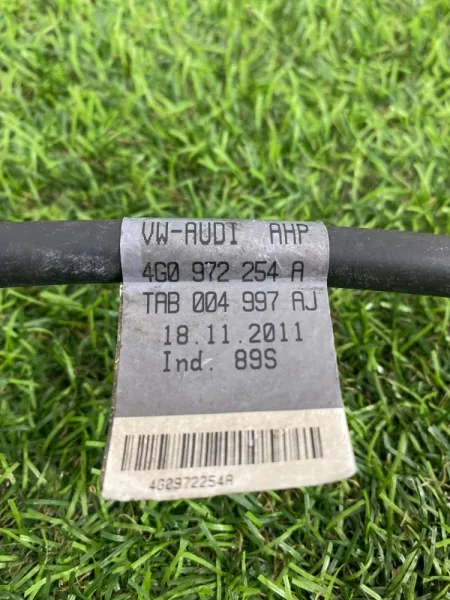 VW-AUDI AHP
4G0 972 254 A
TAB 004 997 AJ
18.11.2011
Ind. 89S
4G0972254A